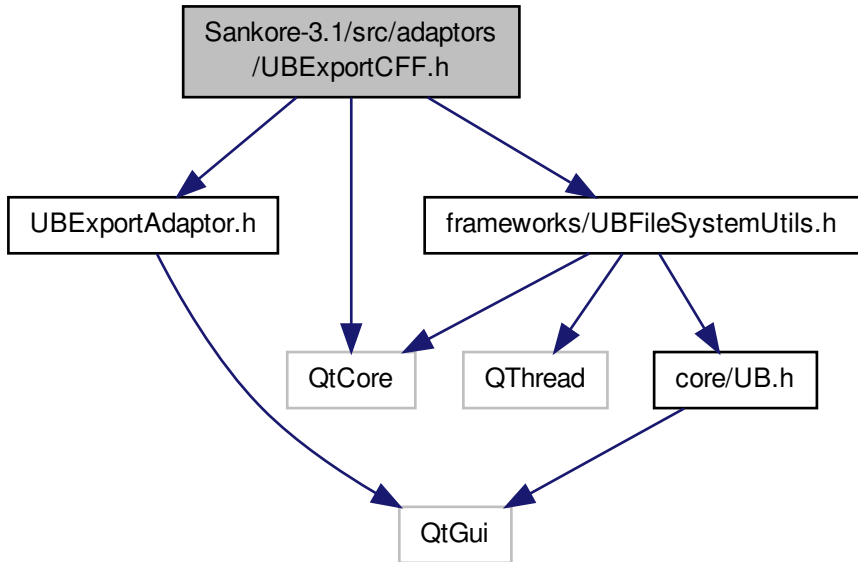 Sankore-3.1/src/adaptors
/UBExportCFF.h
UBExportAdaptor.h
frameworks/UBFileSystemUtils.h
QtCore
QThread
core/UB.h
QtGui